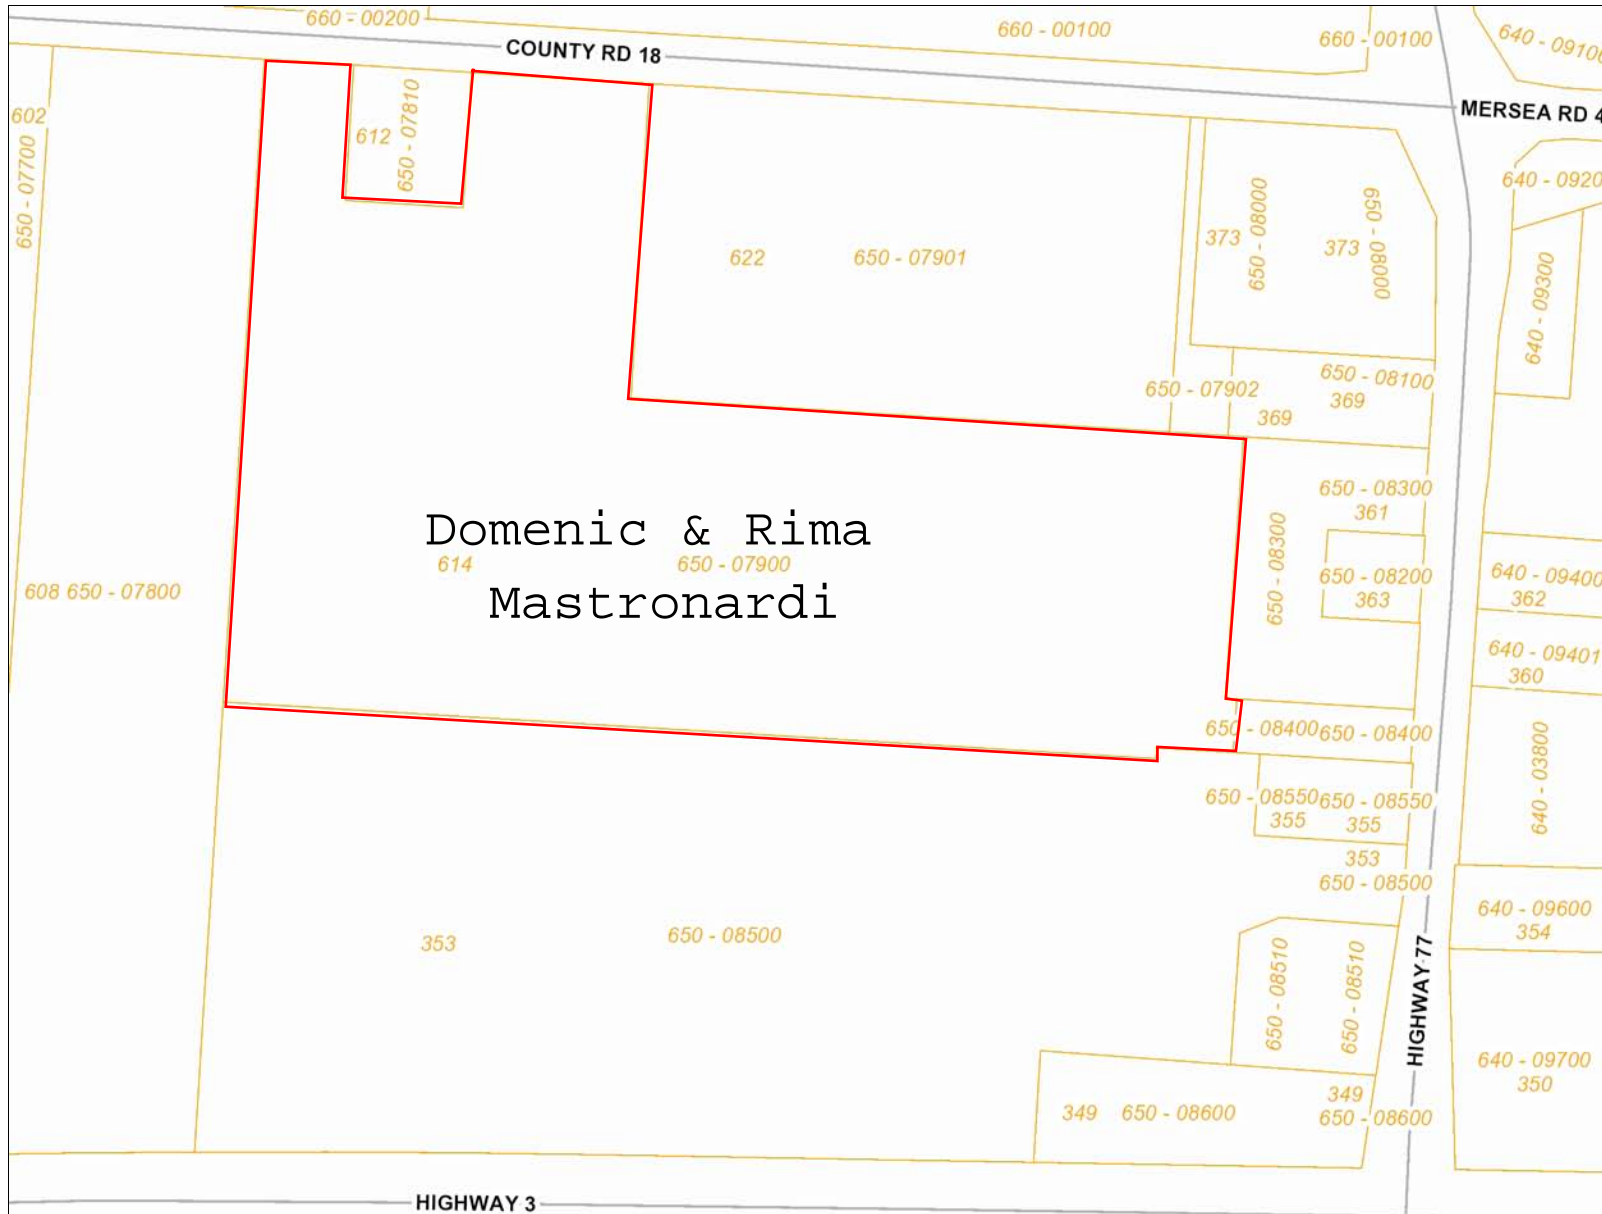 660 - 00200
660 - 00100
660 - 00100
640 - 0910
COUNTY RD 18
MERSEA RD 4
602
650 - 07700
612
650 - 07810
622
650 - 07901
373
650 - 08000
373
650 - 08000
640 - 0920
640 - 09300
650 - 07902
650 - 08100
369
369
Domenic & Rima
614
650 - 07900
Mastronardi
608 650 - 07800
650 - 08300
650 - 08300
361
650 - 08200
363
640 - 09400
362
640 - 09401
360
650 - 08400
650 - 08400
640 - 03800
650 - 08550
355
650 - 08550
355
353
650 - 08500
353
650 - 08500
640 - 09600
354
650 - 08510
650 - 08510
HIGHWAY 77
640 - 09700
350
349
650 - 08600
349
650 - 08600
HIGHWAY 3